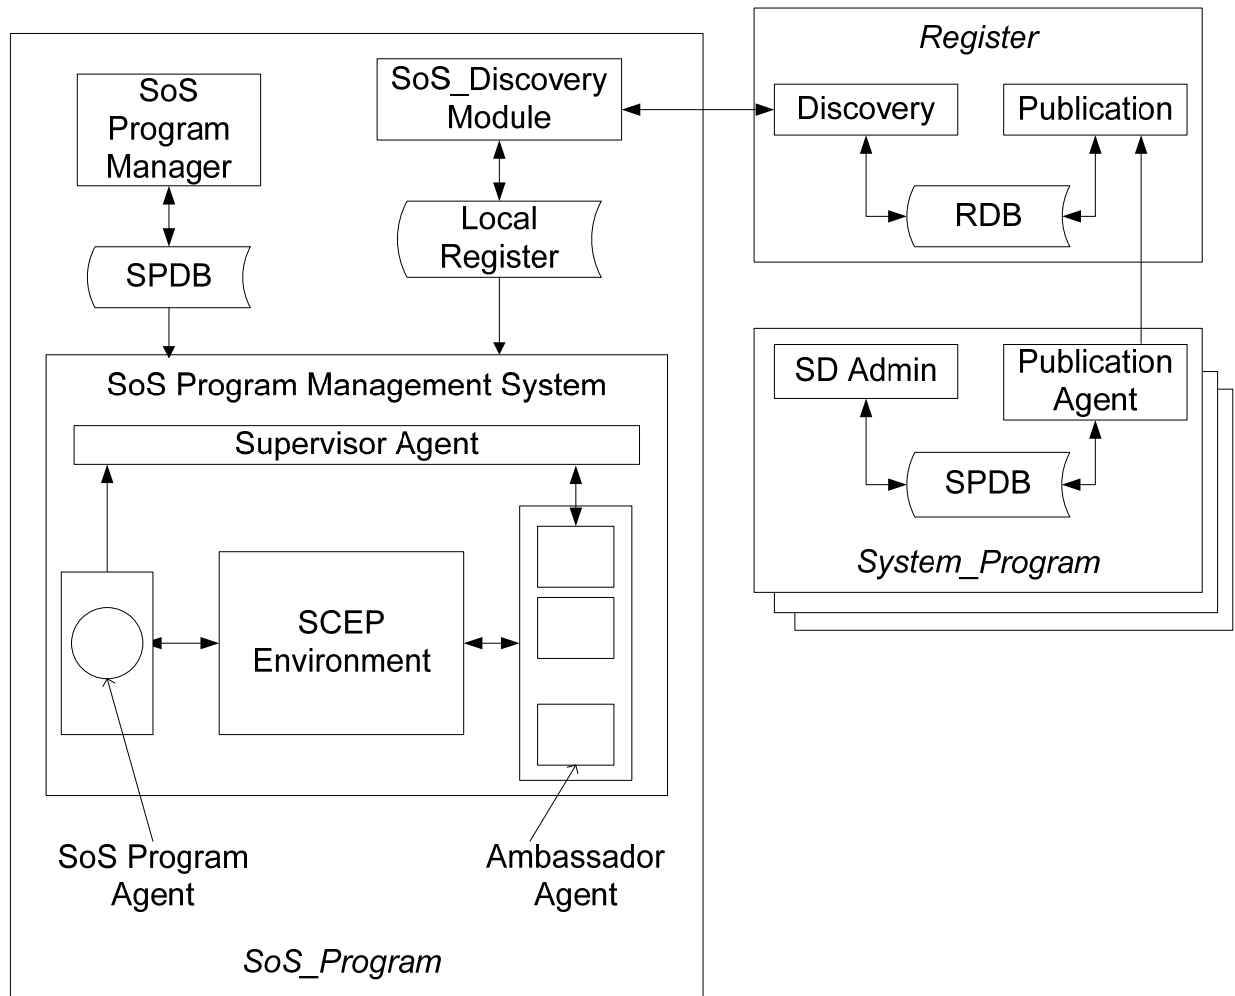 SoS
Program
Manager
SoS_Discovery
Module
SPDB
Local
Register
SoS Program Management System
Supervisor Agent
SCEP
Environment
SoS Program
Agent
Ambassador
Agent
SoS_Program
Register
Discovery
Publication
RDB
SD Admin
Publication
Agent
SPDB
System_Program